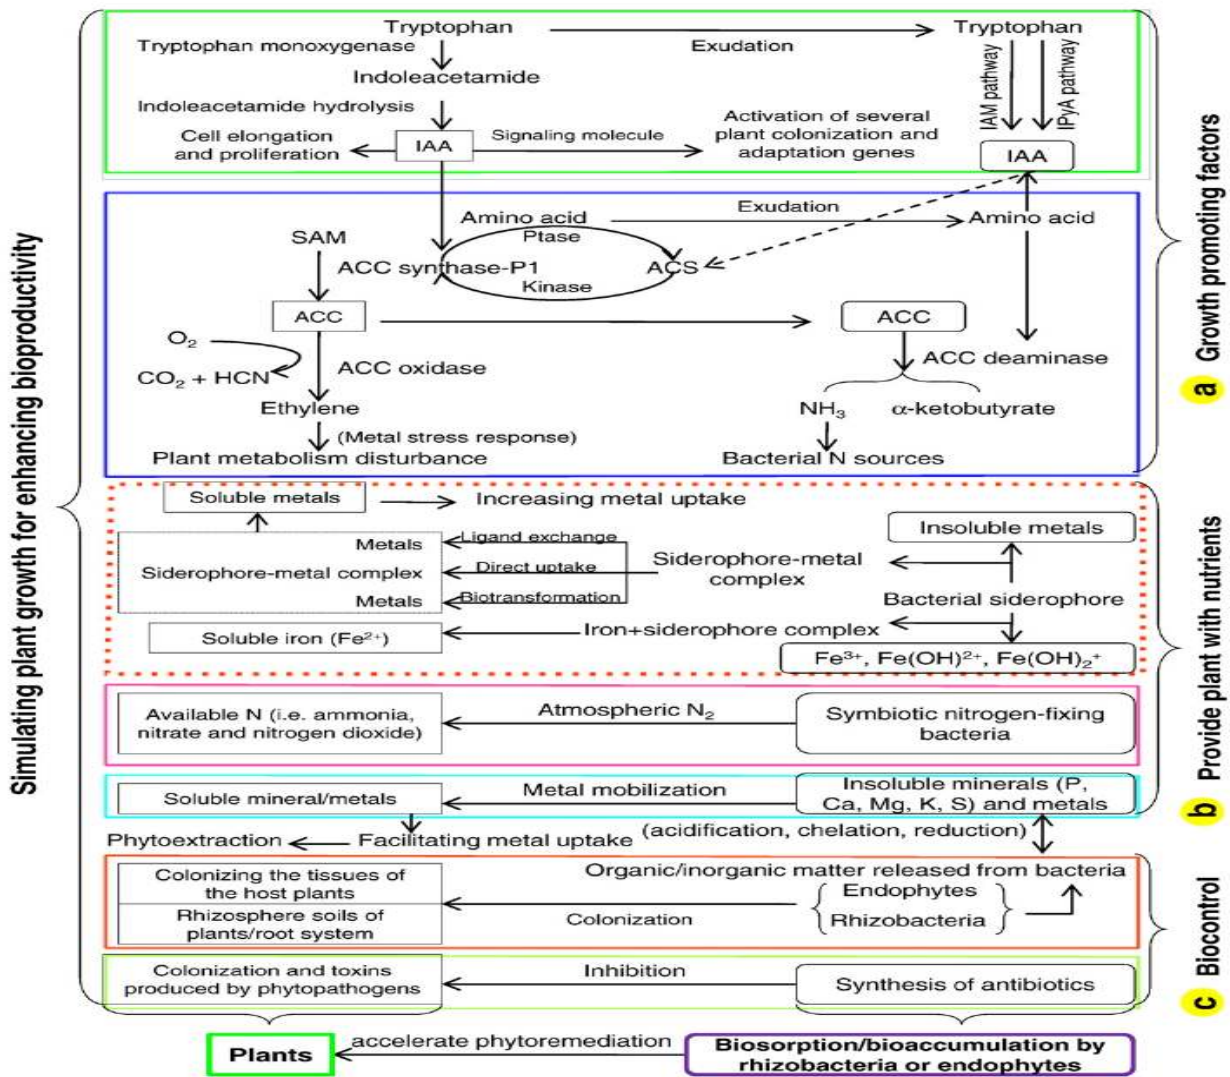 Tryptophan
Tryptophan
Tryptophan monoxygenase
Exudation
Indoleacetamide
IAM pathway
IPyA pathway
Indoleacetamide hydrolysis
Cell elongation
and proliferation
IAA
Signaling molecule
Activation of several
plant colonization and
adaptation genes
IAA
Amino acid
Exudation
Amino acid
Ptase
SAM
ACC synthase-P1
ACS
Kinase
ACC
ACC
O₂
ACC oxidase
ACC deaminase
CO₂ + HCN
Ethylene
NH₃
α-ketobutyrate
(Metal stress response)
Plant metabolism disturbance
Bacterial N sources
Soluble metals
Increasing metal uptake
Insoluble metals
Metals
Ligand exchange
Siderophore-metal complex
Direct uptake
Siderophore-metal
complex
Metals
Biotransformation
Bacterial siderophore
Soluble iron (Fe²⁺)
Iron+siderophore complex
Fe³⁺, Fe(OH)²⁺, Fe(OH)₂⁺
Available N (i.e. ammonia,
nitrate and nitrogen dioxide)
Atmospheric N₂
Symbiotic nitrogen-fixing
bacteria
Soluble mineral/metals
Metal mobilization
Insoluble minerals (P,
Ca, Mg, K, S) and metals
Phytoextraction
Facilitating metal uptake
(acidification, chelation, reduction)
Colonizing the tissues of
the host plants
Rhizosphere soils of
plants/root system
Organic/inorganic matter released from bacteria
Colonization
Endophytes
Rhizobacteria
Colonization and toxins
produced by phytopathogens
Inhibition
Synthesis of antibiotics
Plants
accelerate phytoremediation
Biosorption/bioaccumulation by
rhizobacteria or endophytes
Simulating plant growth for enhancing bioproductivity
a Growth promoting factors
b Provide plant with nutrients
c Biocontrol